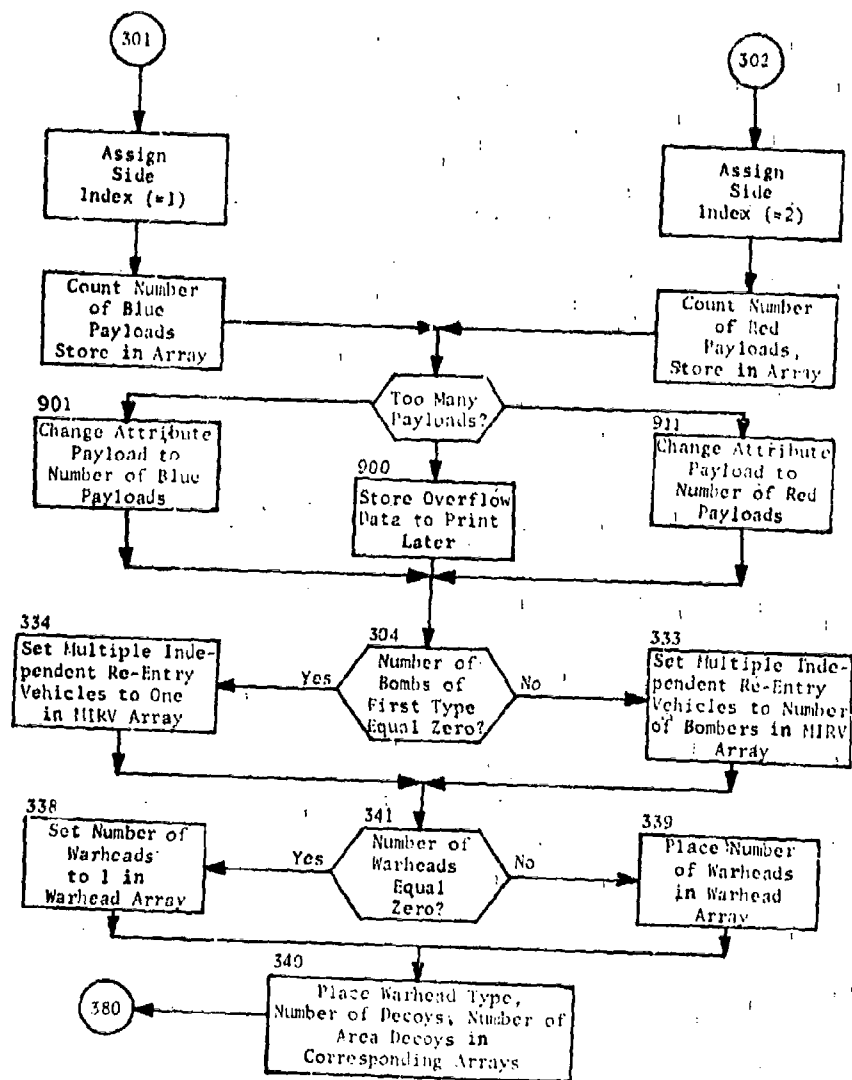 301
302
Assign
Side
Index (=1)
Assign
Side
Index (=2)
Count Number
of Blue
Payloads
Store in Array
Count Number
of Red
Payloads,
Store in Array
Too Many
Payloads?
901
Change Attribute
Payload to
Number of Blue
Payloads
900
Store Overflow
Data to Print
Later
911
Change Attribute
Payload to
Number of Red
Payloads
334
Set Multiple Inde-
pendent Re-Entry
Vehicles to One
in MIRV Array
Yes
304
Number of
Bombs of
First Type
Equal Zero?
No
333
Set Multiple Inde-
pendent Re-Entry
Vehicles to Number
of Bombers in MIRV
Array
338
Set Number of
Warheads
to 1 in
Warhead Array
Yes
341
Number of
Warheads
Equal
Zero?
No
339
Place Number
of Warheads
in Warhead
Array
340
Place Warhead Type,
Number of Decoys, Number of
Area Decoys in
Corresponding Arrays
380